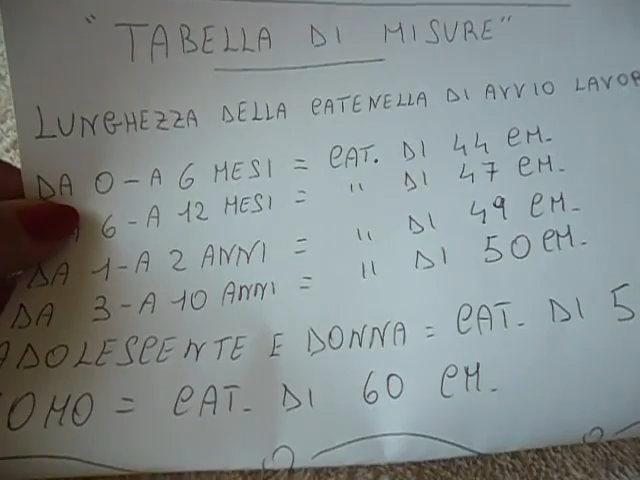 "TABELLA DI MISURE"
LUNGHEZZA DELLA CATENELLA DI AVVIO LAVOR
DA 0-A 6 MESI = CAT. DI 44 CM.
6-A 12 MESI = " DI 47 CM.
DA 1-A 2 ANNI = " DI 49 CM.
DA 3-A 10 ANNI = " DI 50 CM.
ADOLESCENTE E DONNA = CAT. DI 5
UOMO = CAT. DI 60 CM.